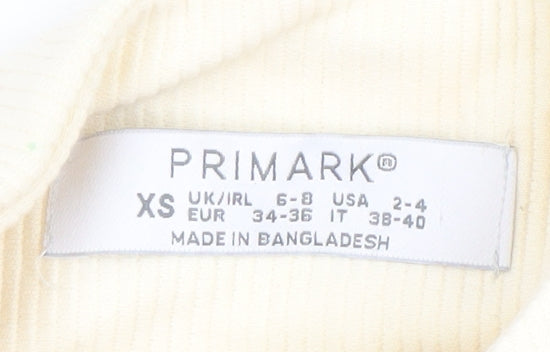 PRIMARK®
XS UK/IRL 6-8 USA 2-4
EUR 34-36 IT 38-40
MADE IN BANGLADESH